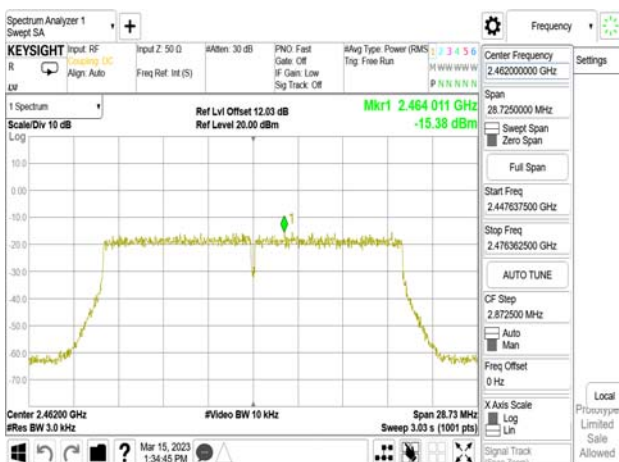 Spectrum Analyzer 1
Swept SA
+
Frequency
KEYSIGHT
Input: RF
Coupling: DC
Align: Auto
Input Z: 50 Ω
Freq Ref: Int (S)
#Atten: 30 dB
PNO: Fast
Gate: Off
IF Gain: Low
Sig Track: Off
#Avg Type: Power (RMS
Trig: Free Run
1 2 3 4 5 6
M W W W W W
P N N N N N
R
LXI
Center Frequency
2.462000000 GHz
Settings
Span
28.7250000 MHz
Swept Span
Zero Span
Full Span
Start Freq
2.447637500 GHz
Stop Freq
2.476362500 GHz
AUTO TUNE
CF Step
2.872500 MHz
Auto
Man
Freq Offset
0 Hz
X Axis Scale
Log
Lin
Signal Track
(Span Zoom)
Local
Prototype
Limited
Sale
Allowed
1 Spectrum
Scale/Div 10 dB
Ref Lvl Offset 12.03 dB
Ref Level 20.00 dBm
Mkr1 2.464 011 GHz
-15.38 dBm
Log
10.0
0.00
-10.0
-20.0
-30.0
-40.0
-50.0
-60.0
-70.0
1
Center 2.46200 GHz
#Res BW 3.0 kHz
#Video BW 10 kHz
Span 28.73 MHz
Sweep 3.03 s (1001 pts)
?
Mar 15, 2023
1:34:45 PM